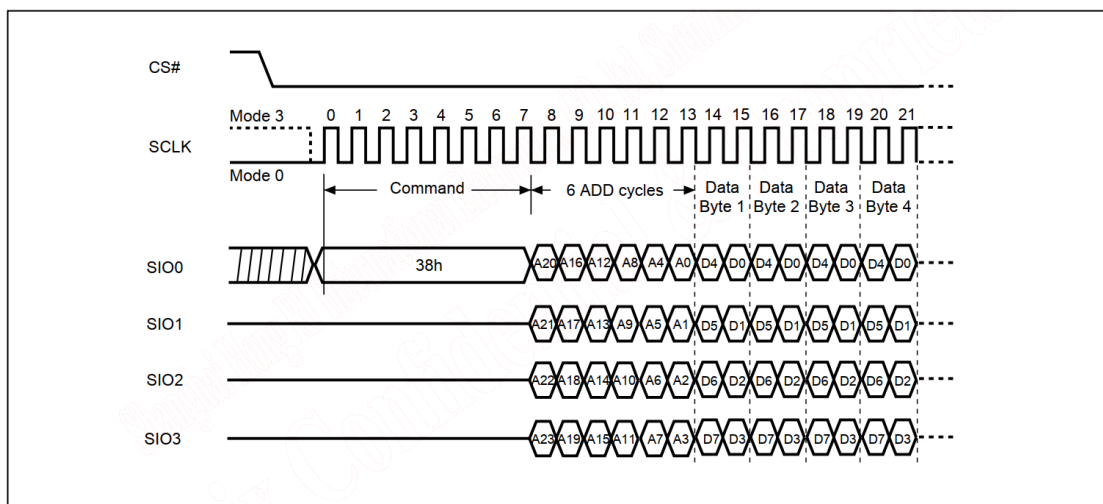 CS#
Mode 3
0 1 2 3 4 5 6 7 8 9 10 11 12 13 14 15 16 17 18 19 20 21
SCLK
Mode 0
Command
6 ADD cycles
Data Byte 1
Data Byte 2
Data Byte 3
Data Byte 4
SIO0
38h
A20 A16 A12 A8 A4 A0 D4 D0 D4 D0 D4 D0 D4 D0
SIO1
A21 A17 A13 A9 A5 A1 D5 D1 D5 D1 D5 D1 D5 D1
SIO2
A22 A18 A14 A10 A6 A2 D6 D2 D6 D2 D6 D2 D6 D2
SIO3
A23 A19 A15 A11 A7 A3 D7 D3 D7 D3 D7 D3 D7 D3